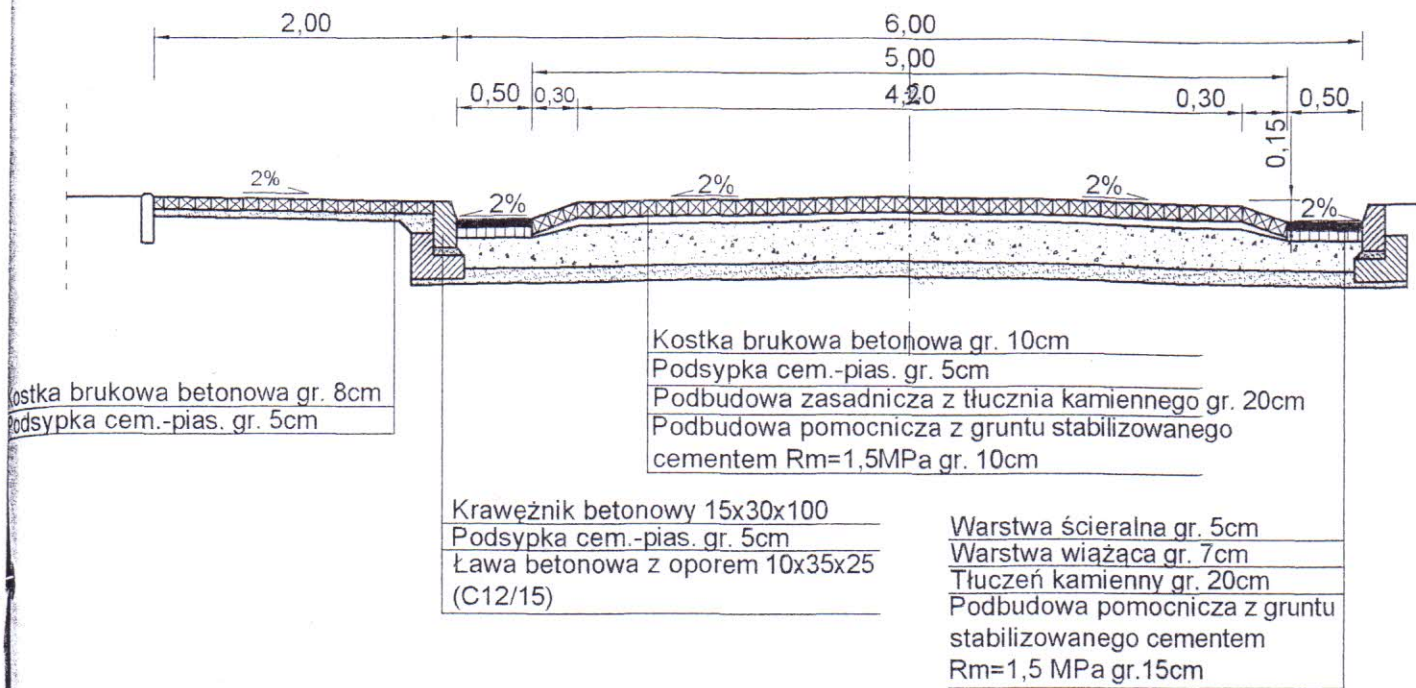 2,00
6,00
5,00
0,50 0,30 4,20 0,30 0,50
0,15
2% 2% 2% 2% 2%
Kostka brukowa betonowa gr. 8cm
Podsypka cem.-pias. gr. 5cm
Kostka brukowa betonowa gr. 10cm
Podsypka cem.-pias. gr. 5cm
Podbudowa zasadnicza z tłucznia kamiennego gr. 20cm
Podbudowa pomocnicza z gruntu stabilizowanego
cementem Rm=1,5MPa gr. 10cm
Krawężnik betonowy 15x30x100
Podsypka cem.-pias. gr. 5cm
Ława betonowa z oporem 10x35x25
(C12/15)
Warstwa ścieralna gr. 5cm
Warstwa wiążąca gr. 7cm
Tłuczeń kamienny gr. 20cm
Podbudowa pomocnicza z gruntu
stabilizowanego cementem
Rm=1,5 MPa gr.15cm